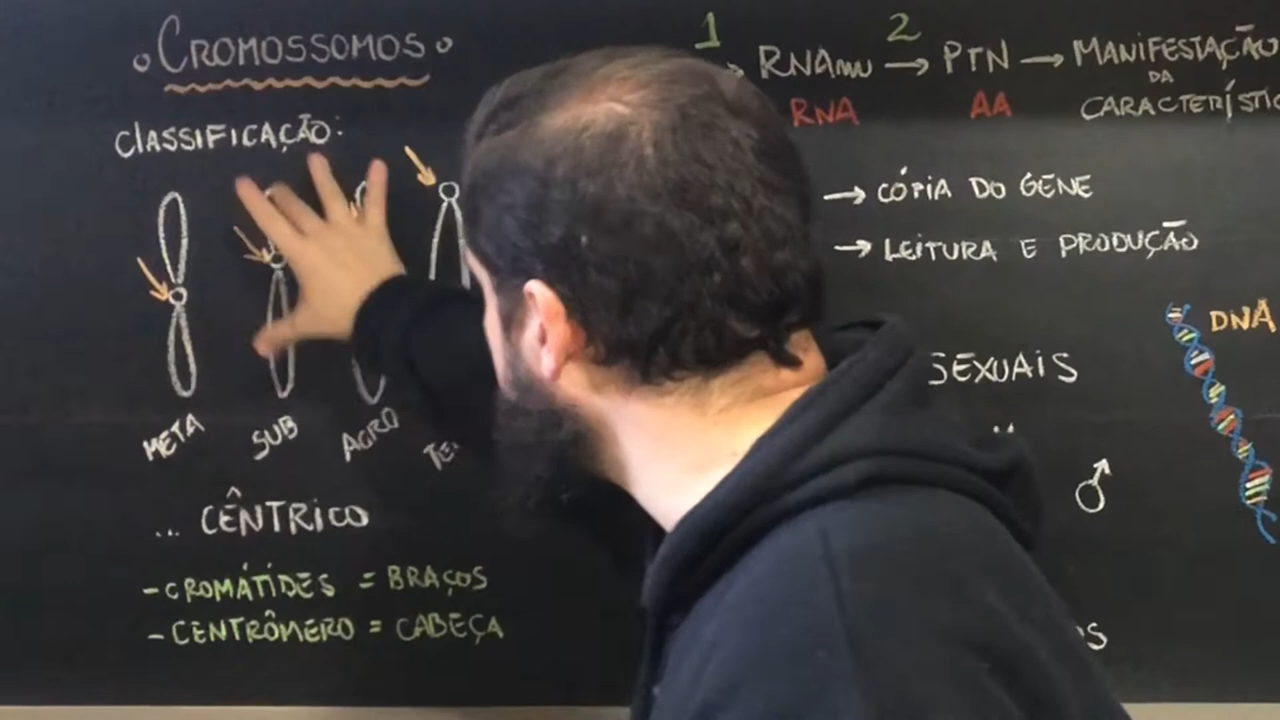 CROMOSSOMOS
CLASSIFICAÇÃO:
META SUB ACRO
... CÊNTRICO
- CROMÁTIDES = BRAÇOS
- CENTRÔMERO = CABEÇA
1 2
→ RNAm → PTN → MANIFESTAÇÃO
DA
RNA AA
→ CÓPIA DO GENE
→ LEITURA E PRODUÇÃO
DNA
SEXUAIS
♂